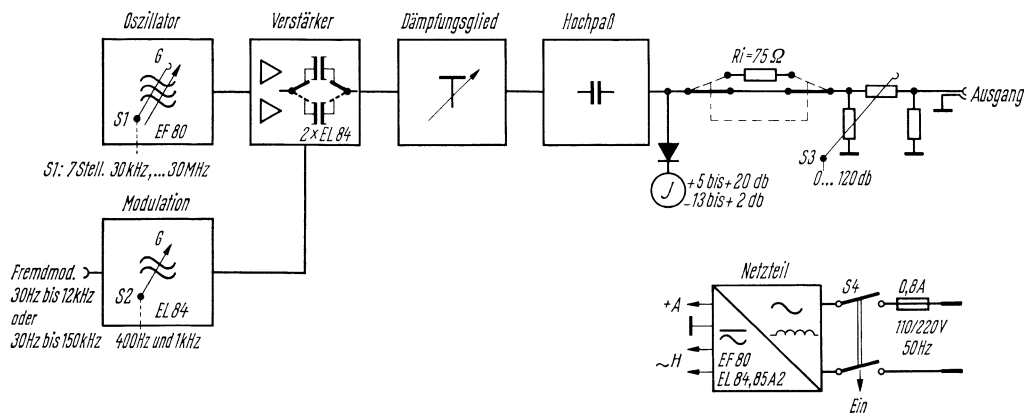 Oszillator
G
S1
EF 80
S1: 7 Stell. 30 kHz,...30 MHz
Verstärker
2 × EL 84
Dämpfungsglied
Hochpaß
Ri = 75 Ω
Ausgang
S3
0... 120 db
J
+5 bis + 20 db
-13 bis + 2 db
Modulation
G
S2
EL 84
Fremdmod.
30 Hz bis 12 kHz
oder
30 Hz bis 150 kHz
400 Hz und 1 kHz
Netzteil
+A
~H
EF 80
EL 84, 85 A2
S4
0,8 A
110/220 V
50 Hz
Ein